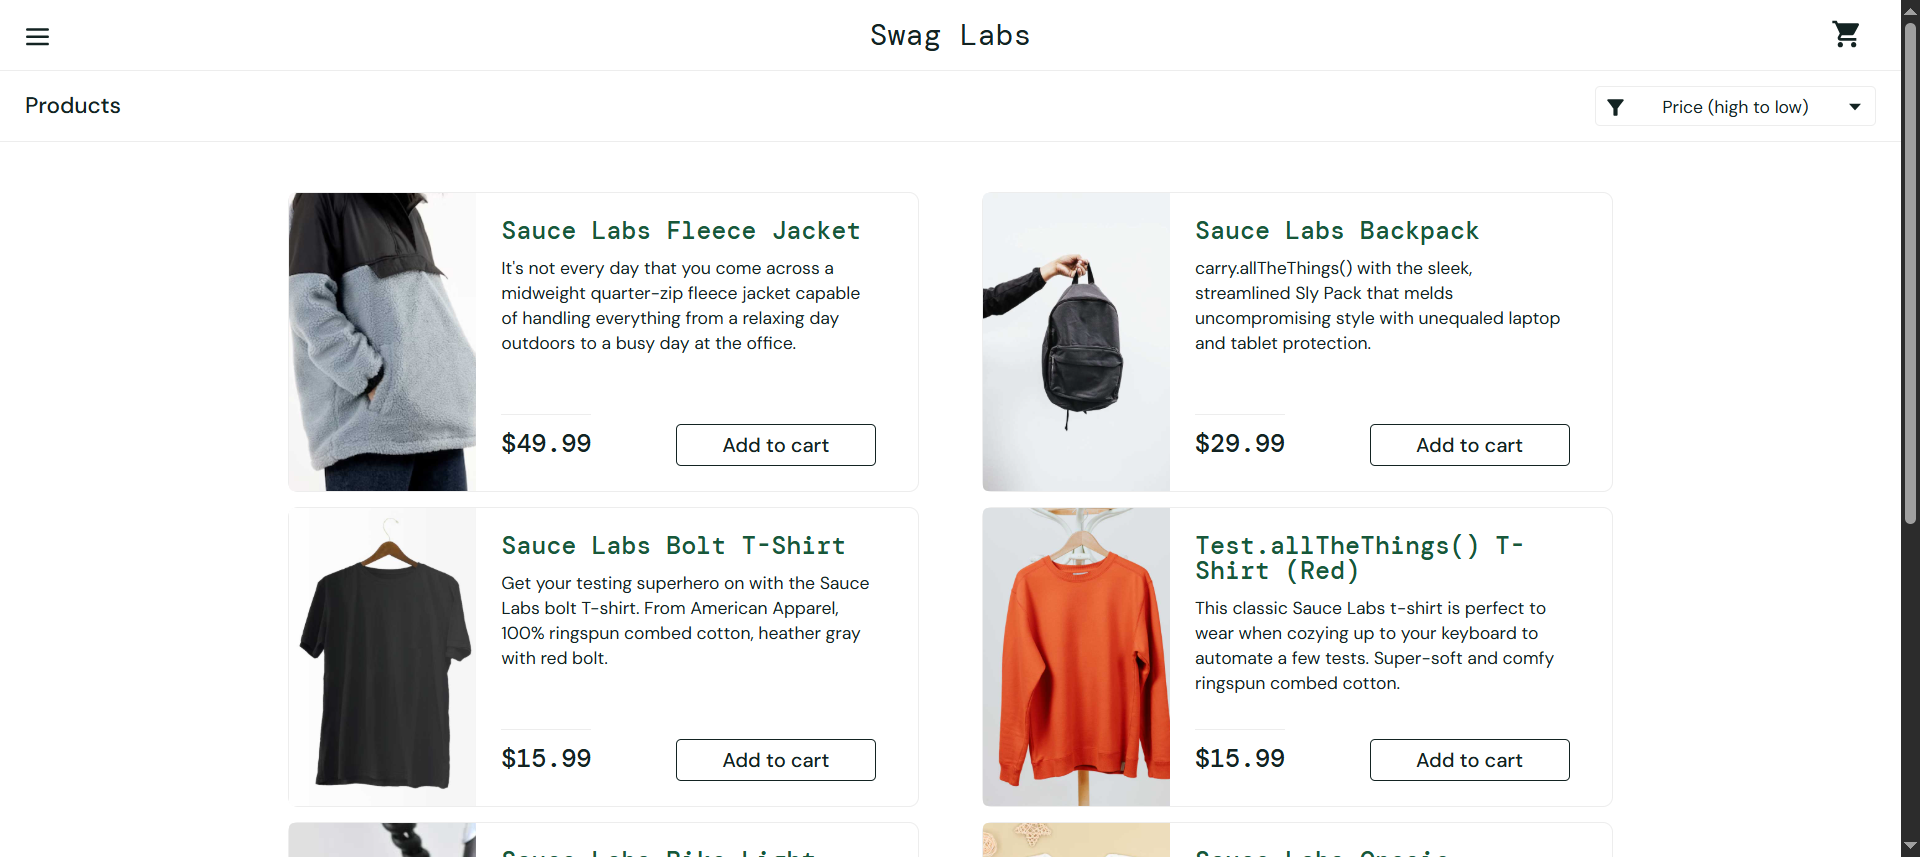 Swag Labs
Products
Price (high to low)
Sauce Labs Fleece Jacket
It's not every day that you come across a
midweight quarter-zip fleece jacket capable
of handling everything from a relaxing day
outdoors to a busy day at the office.
$49.99
Add to cart
Sauce Labs Backpack
carry.allTheThings() with the sleek,
streamlined Sly Pack that melds
uncompromising style with unequaled laptop
and tablet protection.
$29.99
Add to cart
Sauce Labs Bolt T-Shirt
Get your testing superhero on with the Sauce
Labs bolt T-shirt. From American Apparel,
100% ringspun combed cotton, heather gray
with red bolt.
$15.99
Add to cart
Test.allTheThings() T-
Shirt (Red)
This classic Sauce Labs t-shirt is perfect to
wear when cozying up to your keyboard to
automate a few tests. Super-soft and comfy
ringspun combed cotton.
$15.99
Add to cart
Sauce Labs Bike Light
Sauce Labs Onesie